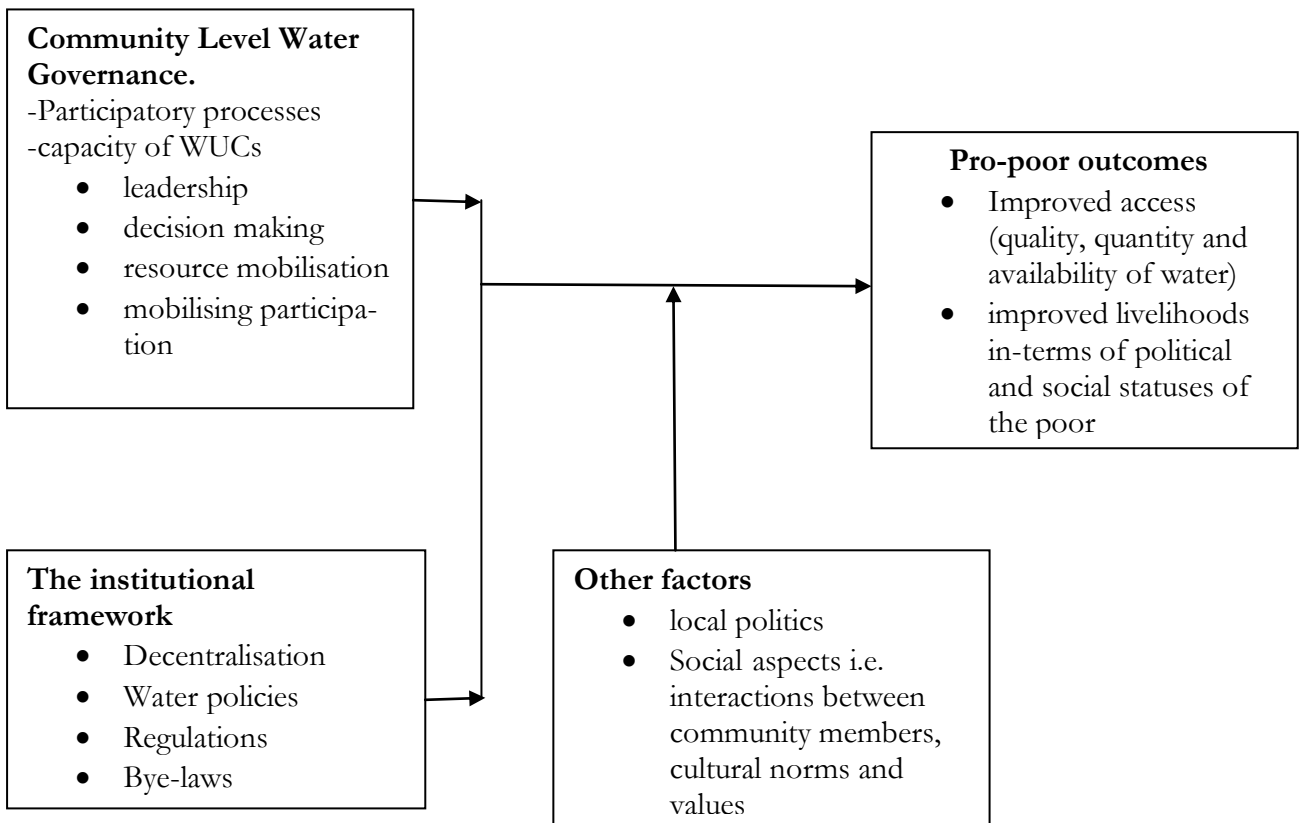 Community Level Water
Governance.
-Participatory processes
-capacity of WUCs
• leadership
• decision making
• resource mobilisation
• mobilising participa-
tion
Pro-poor outcomes
• Improved access
(quality, quantity and
availability of water)
• improved livelihoods
in-terms of political
and social statuses of
the poor
The institutional
framework
• Decentralisation
• Water policies
• Regulations
• Bye-laws
Other factors
• local politics
• Social aspects i.e.
interactions between
community members,
cultural norms and
values